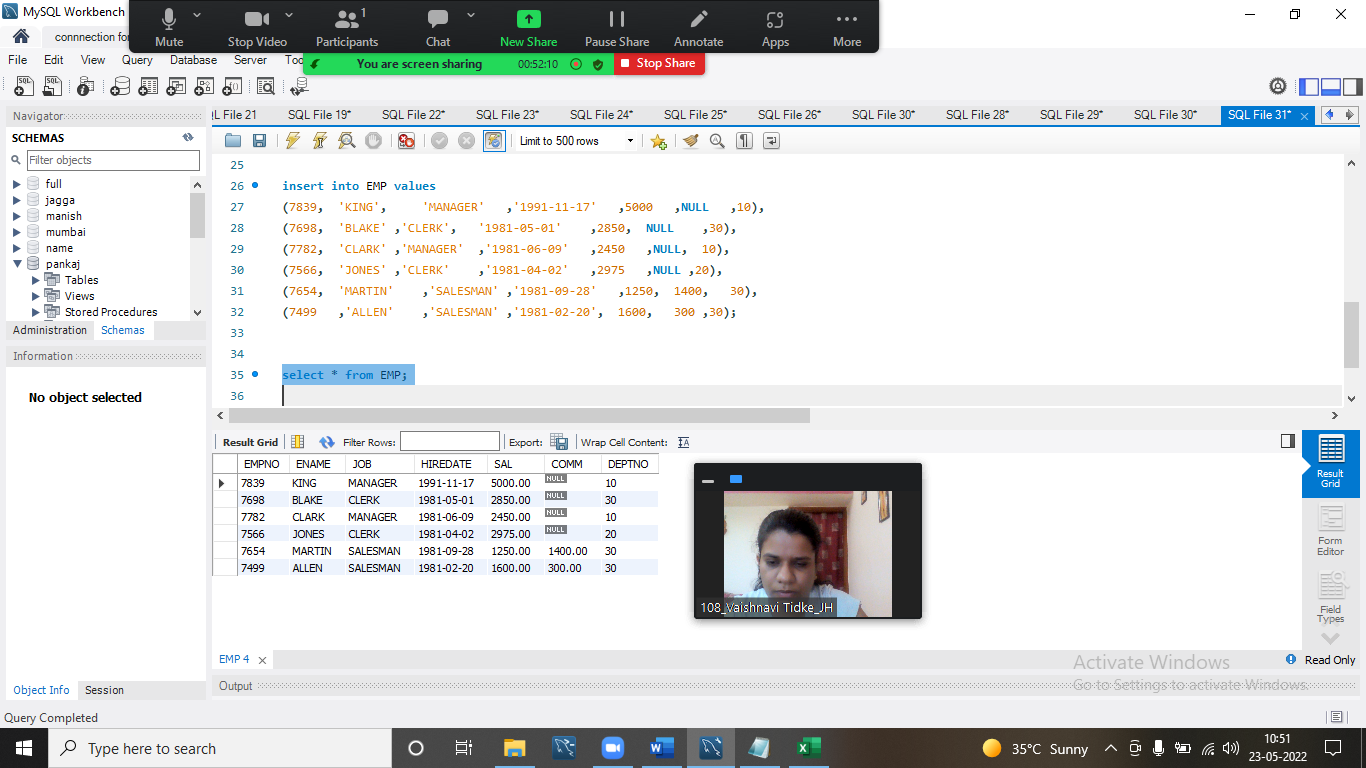 MySQL Workbench
connnection for
Mute
Stop Video
1
Participants
Chat
New Share
Pause Share
Annotate
Apps
More
You are screen sharing
00:52:10
Stop Share
File Edit View Query Database Server
Navigator
SCHEMAS
Filter objects
full
jagga
manish
mumbai
name
pankaj
Tables
Views
Stored Procedures
Administration Schemas
Information
No object selected
Object Info Session
Query Completed
SQL File 19* SQL File 22* SQL File 23* SQL File 24* SQL File 25* SQL File 26* SQL File 30* SQL File 28* SQL File 29* SQL File 30* SQL File 31*
Limit to 500 rows
25
26 insert into EMP values
27 (7839, 'KING', 'MANAGER' ,'1991-11-17' ,5000 ,NULL ,10),
28 (7698, 'BLAKE' ,'CLERK', '1981-05-01' ,2850, NULL ,30),
29 (7782, 'CLARK' ,'MANAGER' ,'1981-06-09' ,2450 ,NULL, 10),
30 (7566, 'JONES' ,'CLERK' ,'1981-04-02' ,2975 ,NULL ,20),
31 (7654, 'MARTIN' ,'SALESMAN' ,'1981-09-28' ,1250, 1400, 30),
32 (7499 ,'ALLEN' ,'SALESMAN' ,'1981-02-20', 1600, 300 ,30);
33
34
35 select * from EMP;
36
Result Grid Filter Rows: Export: Wrap Cell Content:
EMPNO ENAME JOB HIREDATE SAL COMM DEPTNO
7839 KING MANAGER 1991-11-17 5000.00 NULL 10
7698 BLAKE CLERK 1981-05-01 2850.00 NULL 30
7782 CLARK MANAGER 1981-06-09 2450.00 NULL 10
7566 JONES CLERK 1981-04-02 2975.00 NULL 20
7654 MARTIN SALESMAN 1981-09-28 1250.00 1400.00 30
7499 ALLEN SALESMAN 1981-02-20 1600.00 300.00 30
108_Vaishnavi Tidke_JH
Result
Grid
Form
Editor
Field
Types
EMP 4
Read Only
Output
Activate Windows
Go to Settings to activate Windows.
Type here to search
35°C Sunny
10:51
23-05-2022